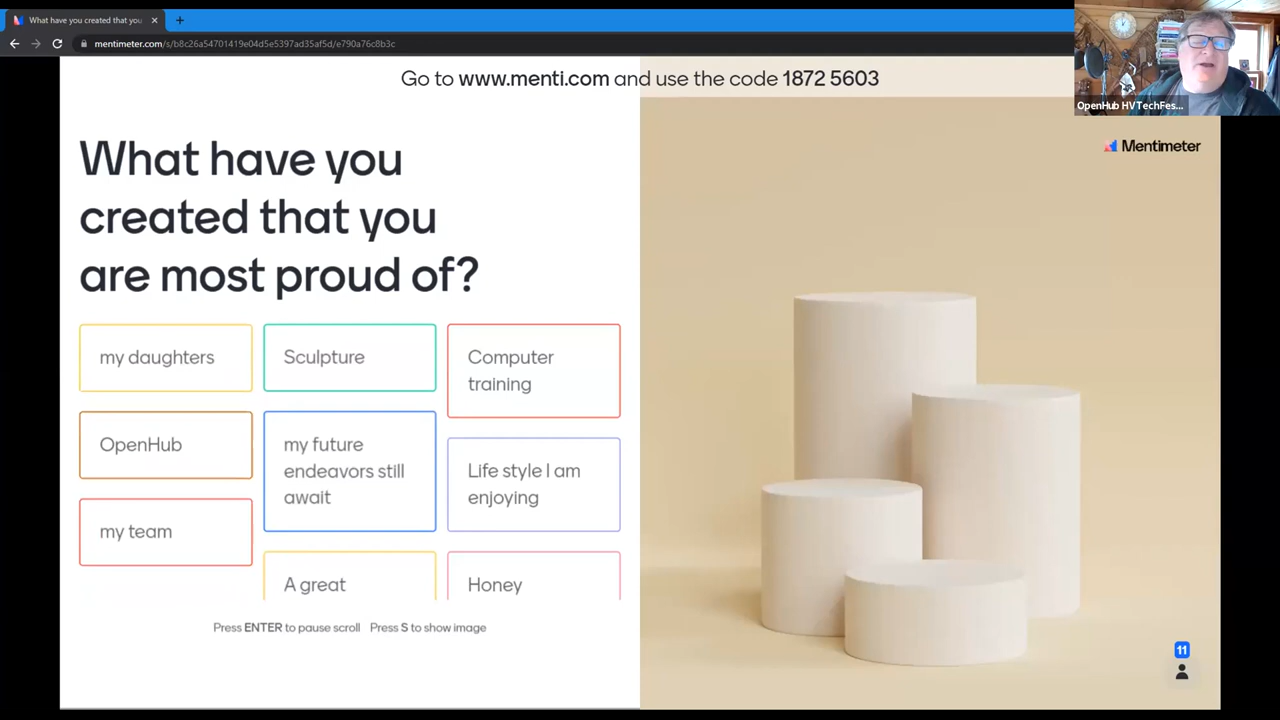 What have you created that you
mentimeter.com/s/b8c26a54701419e04d5e5397ad35af5d/e790a76c8b3c
OpenHub HVTechFes...
Go to www.menti.com and use the code 1872 5603
Mentimeter
What have you
created that you
are most proud of?
my daughters
Sculpture
Computer
training
OpenHub
my future
endeavors still
await
Life style I am
enjoying
my team
A great
Honey
Press ENTER to pause scroll Press S to show image
11